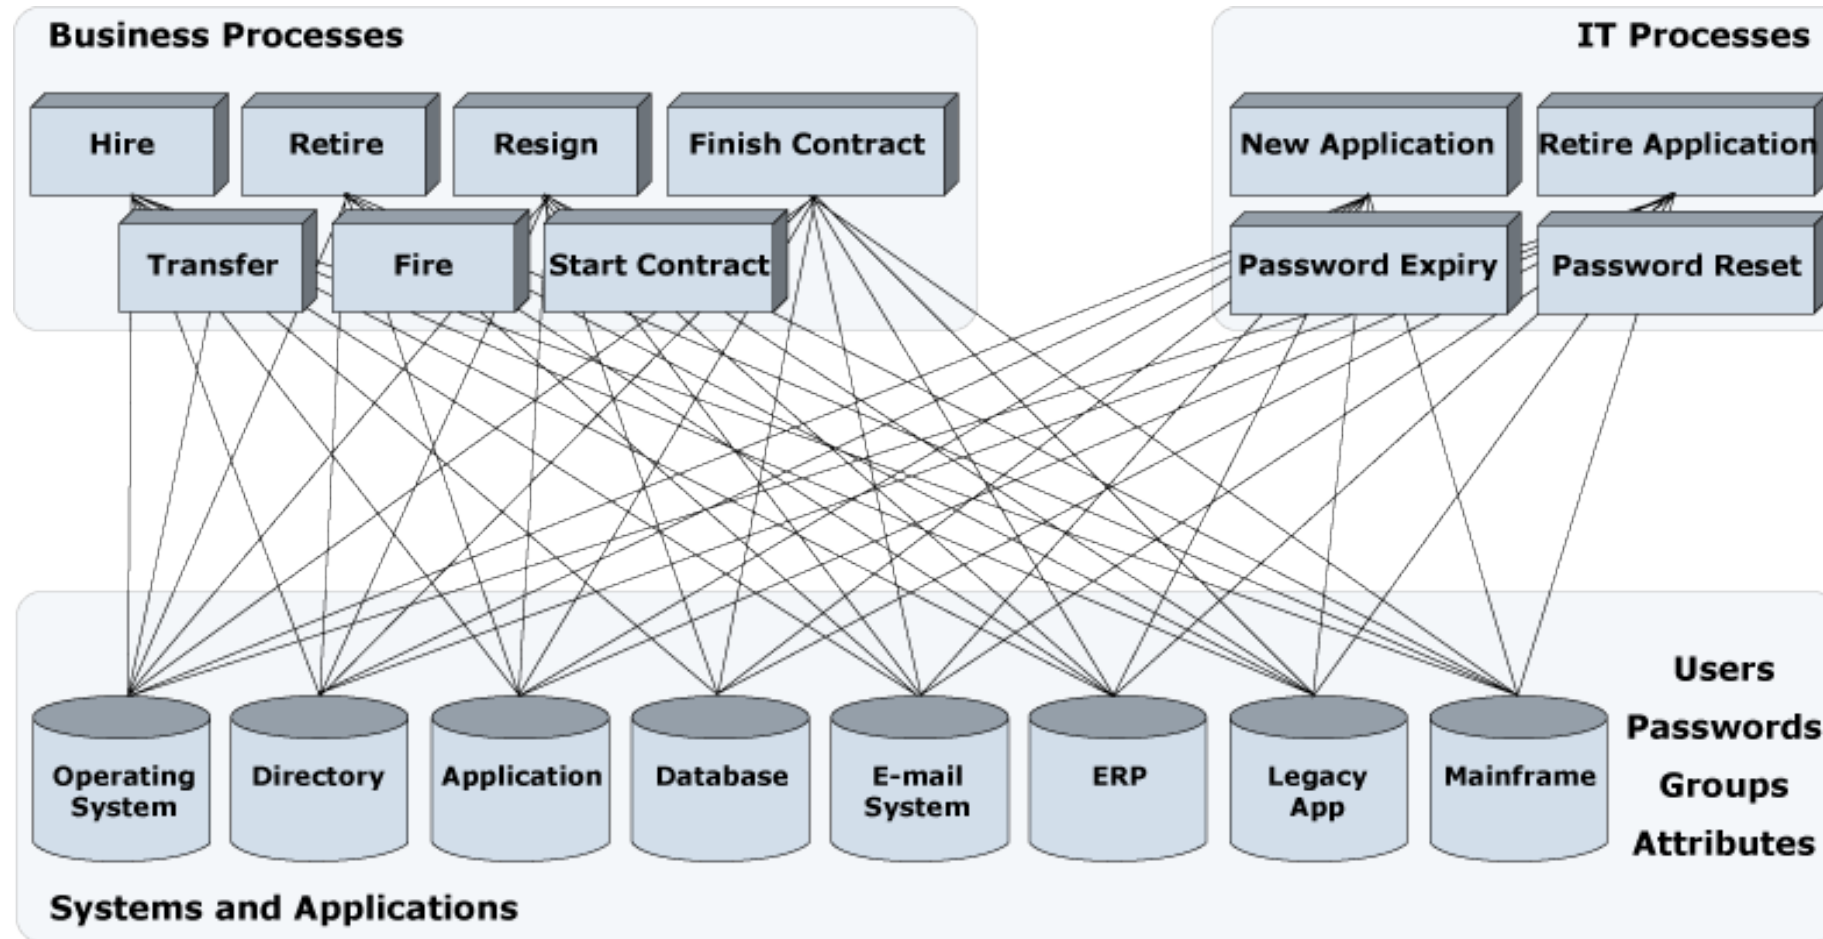 Business Processes
IT Processes
Hire
Retire
Resign
Finish Contract
New Application
Retire Application
Transfer
Fire
Start Contract
Password Expiry
Password Reset
Operating
System
Directory
Application
Database
E-mail
System
ERP
Legacy
App
Mainframe
Users
Passwords
Groups
Attributes
Systems and Applications